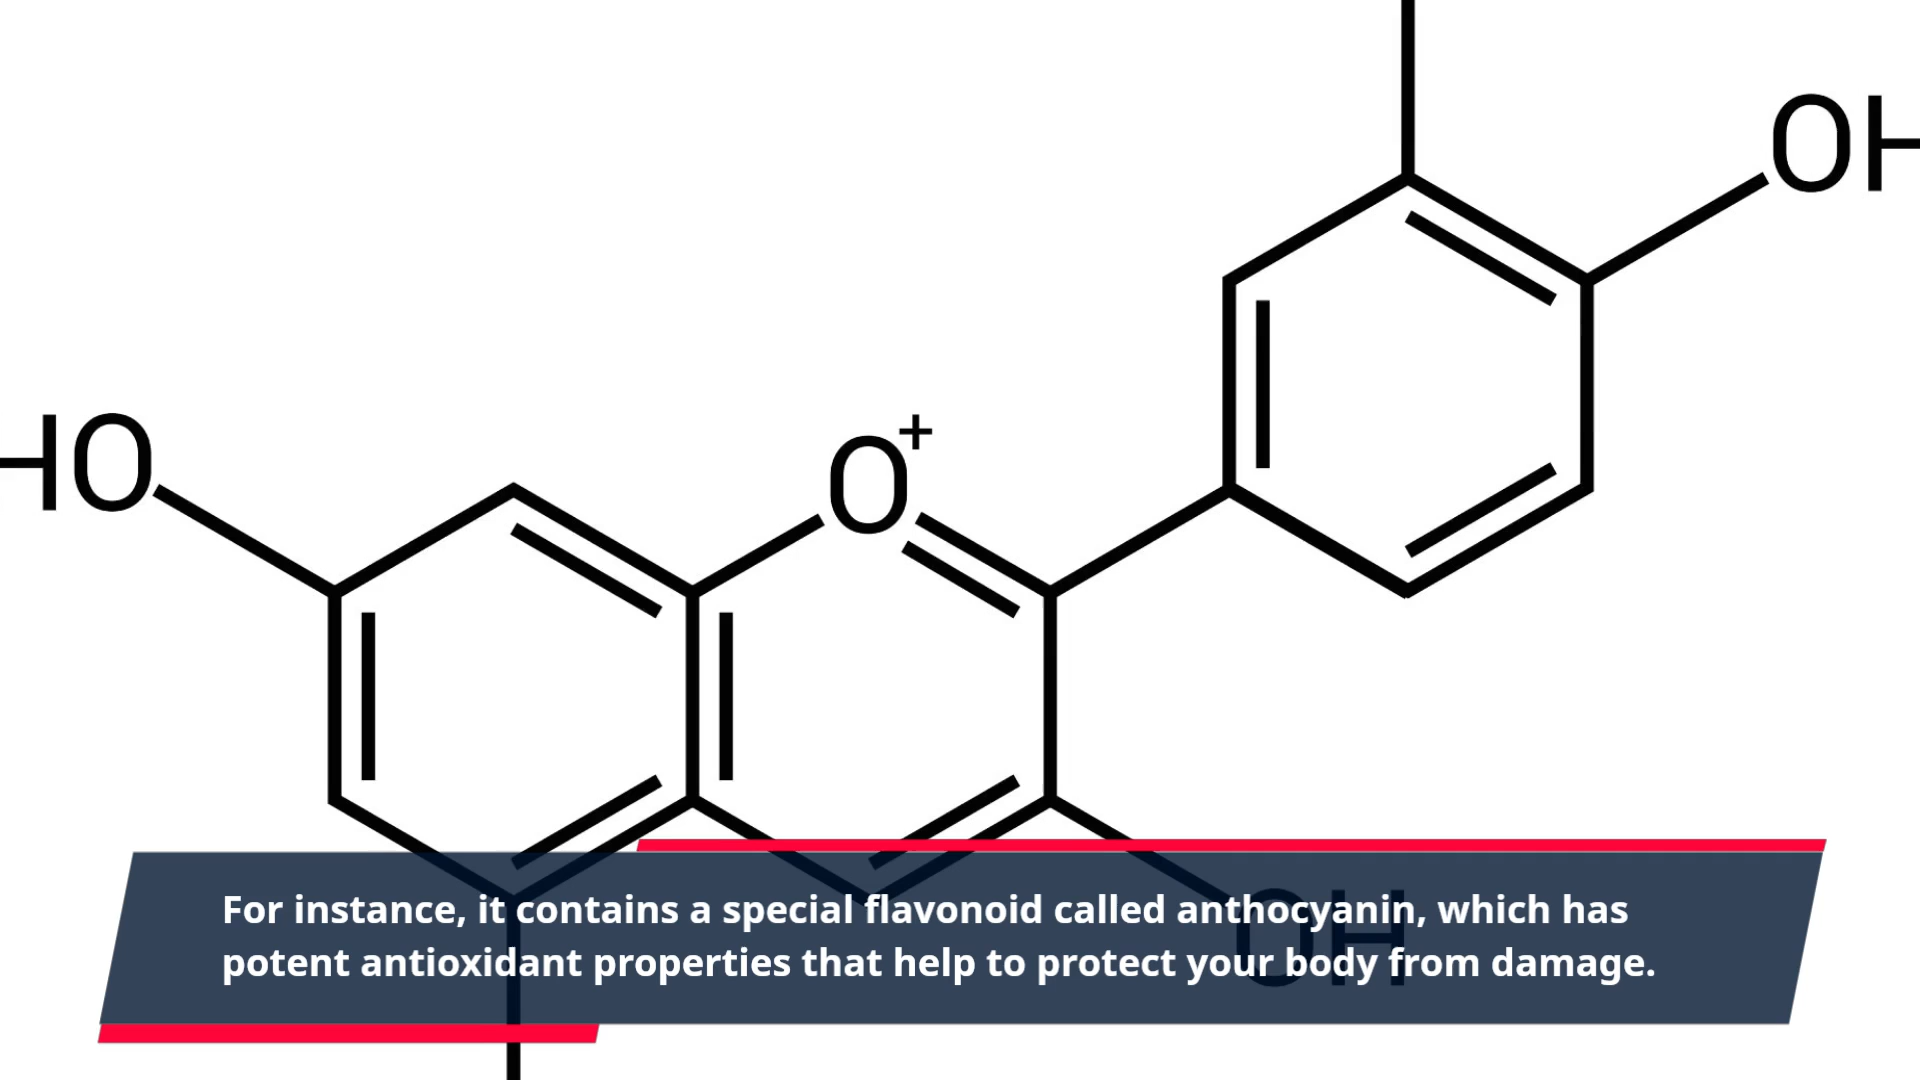 OH
HO
O+
For instance, it contains a special flavonoid called anthocyanin, which has
potent antioxidant properties that help to protect your body from damage.
OH